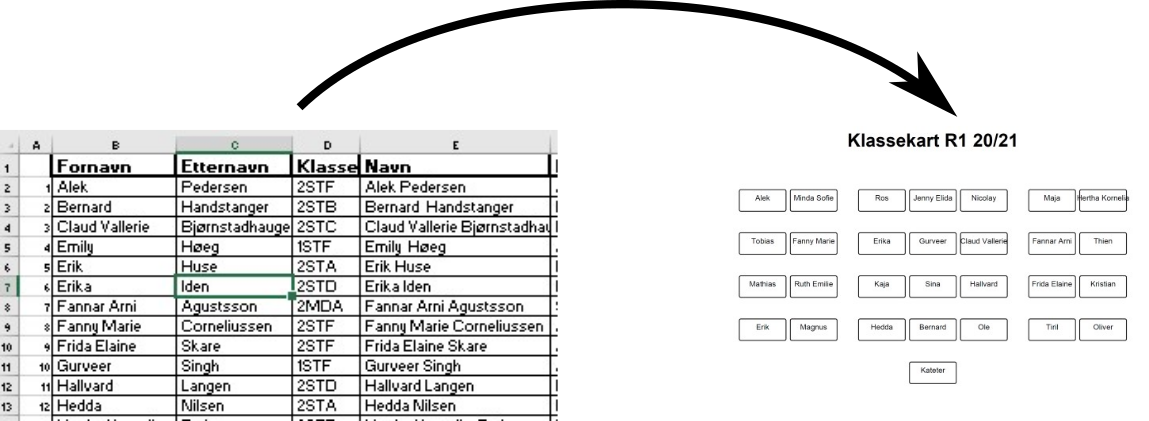 A B C D E
1 Fornavn Etternavn Klasse Navn
2 1 Alek Pedersen 2STF Alek Pedersen
3 2 Bernard Handstanger 2STB Bernard Handstanger
4 3 Claud Vallerie Bjørnstadhauge 2STC Claud Vallerie Bjørnstadhau
5 4 Emily Høeg 1STF Emily Høeg
6 5 Erik Huse 2STA Erik Huse
7 6 Erika Iden 2STD Erika Iden
8 7 Fannar Arni Agustsson 2MDA Fannar Arni Agustsson
9 8 Fanny Marie Corneliussen 2STF Fanny Marie Corneliussen
10 9 Frida Elaine Skare 2STF Frida Elaine Skare
11 10 Gurveer Singh 1STF Gurveer Singh
12 11 Hallvard Langen 2STD Hallvard Langen
13 12 Hedda Nilsen 2STA Hedda Nilsen
Klassekart R1 20/21
Alek Minda Sofie Ros Jenny Elida Nicolay Maja Hertha Kornelia
Tobias Fanny Marie Erika Gurveer Claud Vallerie Fannar Arni Thien
Mathias Ruth Emilie Kaja Sina Hallvard Frida Elaine Kristian
Erik Magnus Hedda Bernard Ole Tiril Oliver
Kateter